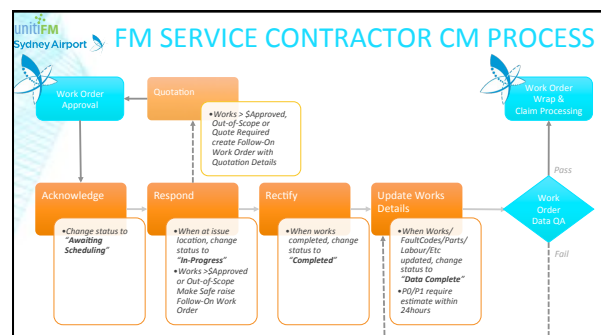 unitiFM
Sydney Airport
FM SERVICE CONTRACTOR CM PROCESS
Work Order
Approval
Quotation
Work Order
Wrap &
Claim Processing
•Works > $Approved,
Out-of-Scope or
Quote Required
create Follow-On
Work Order with
Quotation Details
Pass
Acknowledge
Respond
Rectify
Update Works
Details
Work
Order
Data QA
•Change status to
"Awaiting
Scheduling"
•When at issue
location, change
status to
"In-Progress"
•Works >$Approved
or Out-of-Scope
Make Safe raise
Follow-On Work
Order
•When works
completed, change
status to
"Completed"
•When Works/
FaultCodes/Parts/
Labour/Etc
updated, change
status to
"Data Complete"
•P0/P1 require
estimate within
24hours
Fail